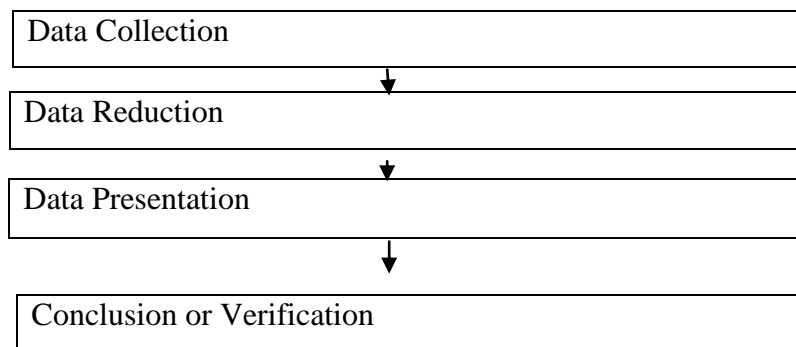 Data Collection
Data Reduction
Data Presentation
Conclusion or Verification